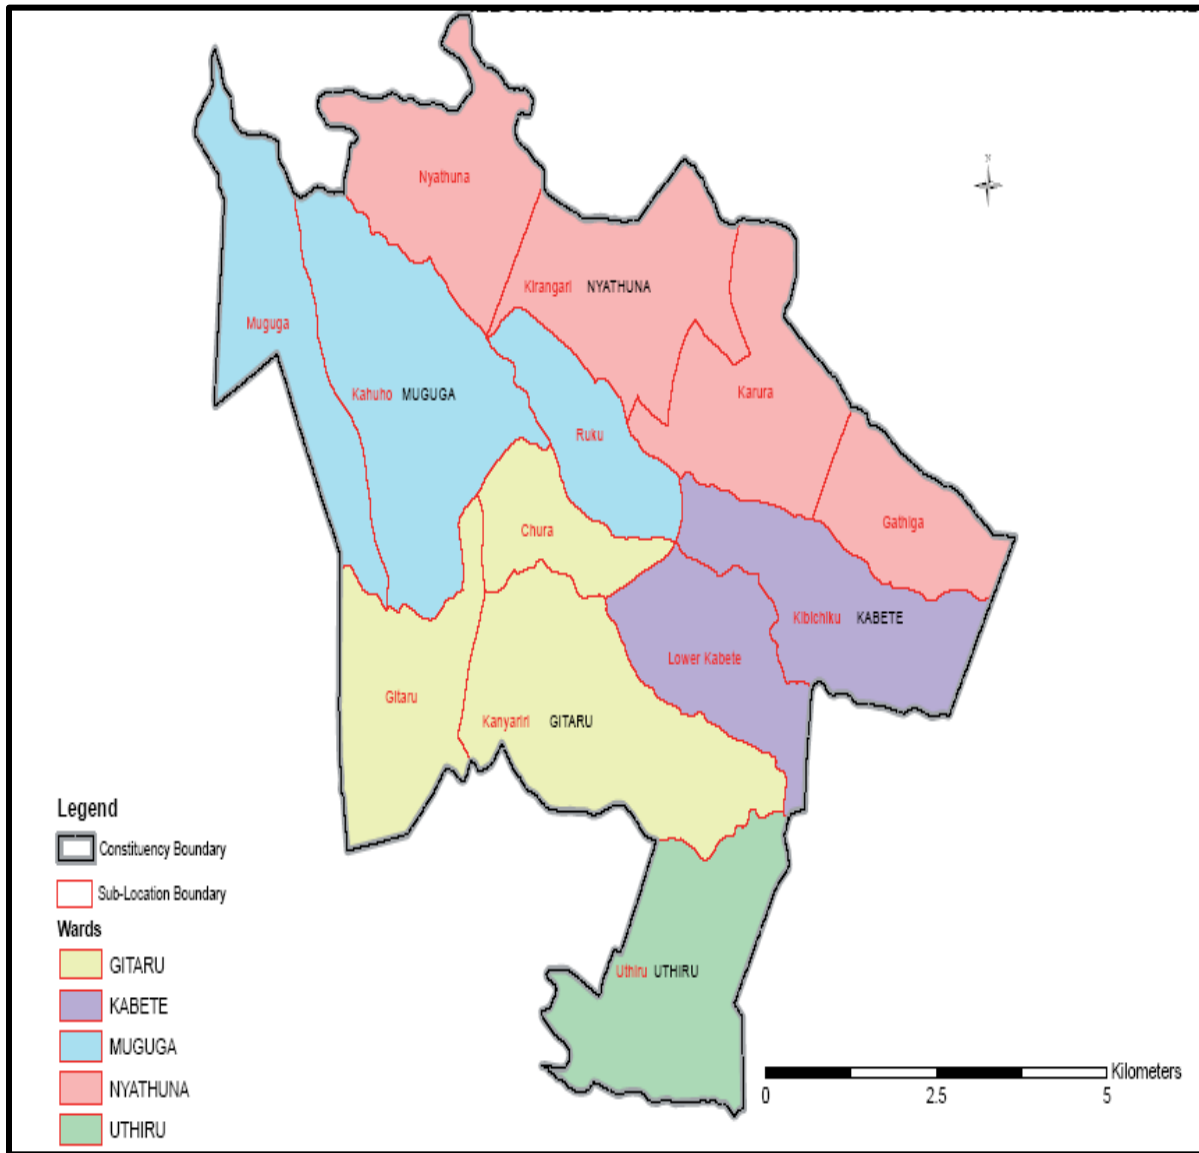 N
Nyathuna
Kirangari NYATHUNA
Muguga
Kahuho MUGUGA
Karura
Ruku
Gathiga
Chura
Kibichiku KABETE
Lower Kabete
Gitaru
Kanyariri GITARU
Uthiru UTHIRU
Legend
Constituency Boundary
Sub-Location Boundary
Wards
GITARU
KABETE
MUGUGA
NYATHUNA
UTHIRU
Kilometers
0 2.5 5